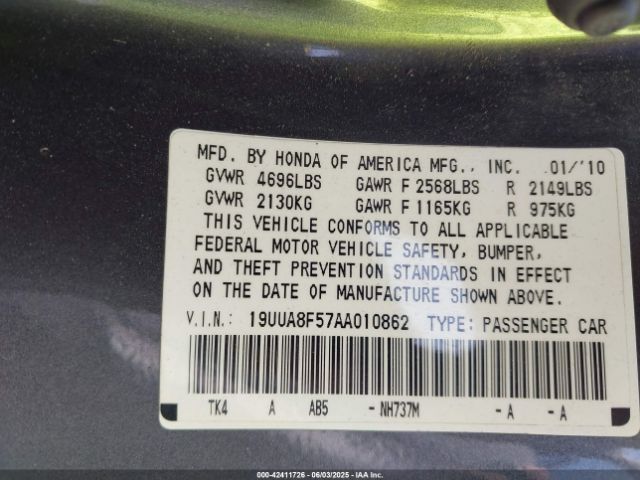 MFD. BY HONDA OF AMERICA MFG., INC. 01/'10
GVWR 4696LBS GAWR F 2568LBS R 2149LBS
GVWR 2130KG GAWR F 1165KG R 975KG
THIS VEHICLE CONFORMS TO ALL APPLICABLE
FEDERAL MOTOR VEHICLE SAFETY, BUMPER,
AND THEFT PREVENTION STANDARDS IN EFFECT
ON THE DATE OF MANUFACTURE SHOWN ABOVE.
V.I.N.: 19UUA8F57AA010862 TYPE: PASSENGER CAR
TK4 A AB5 - NH737M - A - A
000-42411726 - 06/03/2025 - IAA Inc.